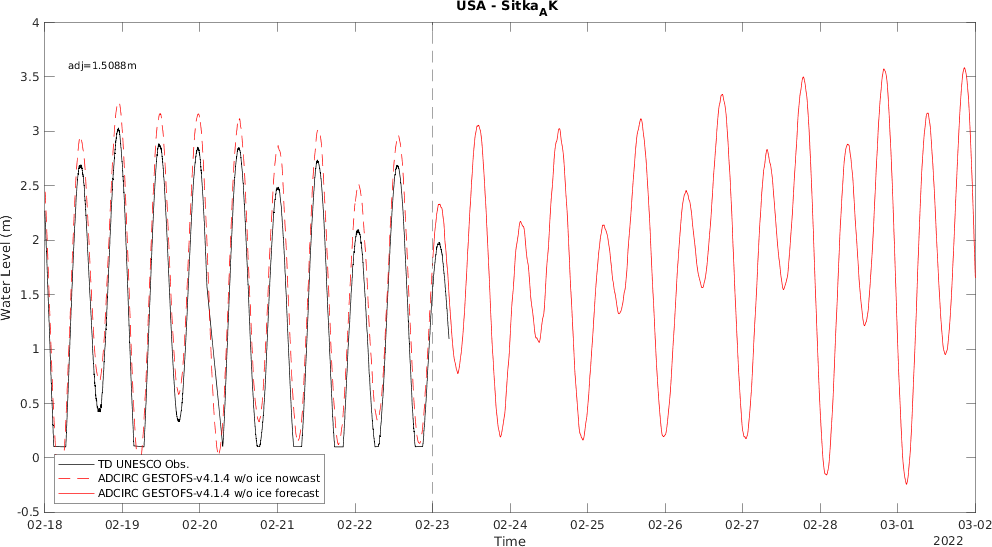 USA - Sitka_AK
adj=1.5088m
Water Level (m)
4
3.5
3
2.5
2
1.5
1
0.5
0
-0.5
TD UNESCO Obs.
ADCIRC GESTOFS-v4.1.4 w/o ice nowcast
ADCIRC GESTOFS-v4.1.4 w/o ice forecast
02-18 02-19 02-20 02-21 02-22 02-23 02-24 02-25 02-26 02-27 02-28 03-01 03-02
Time
2022